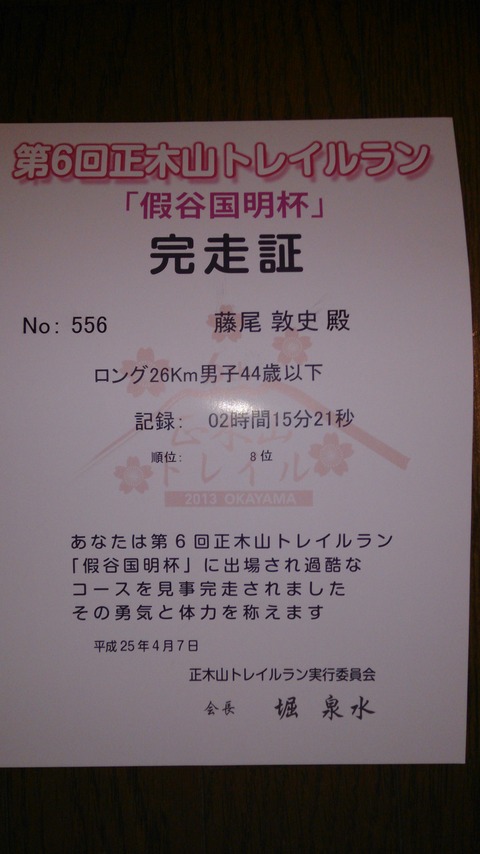 第6回正木山トレイルラン
「假谷国明杯」
完走証
No: 556
藤尾 敦史 殿
ロング26Km男子44歳以下
記録: 02時間15分21秒
順位: 8位
正木山
トレイル
2013 OKAYAMA
あなたは第6回正木山トレイルラン
「假谷国明杯」に出場され過酷な
コースを見事完走されました
その勇気と体力を称えます
平成25年4月7日
正木山トレイルラン実行委員会
会長 堀 泉水